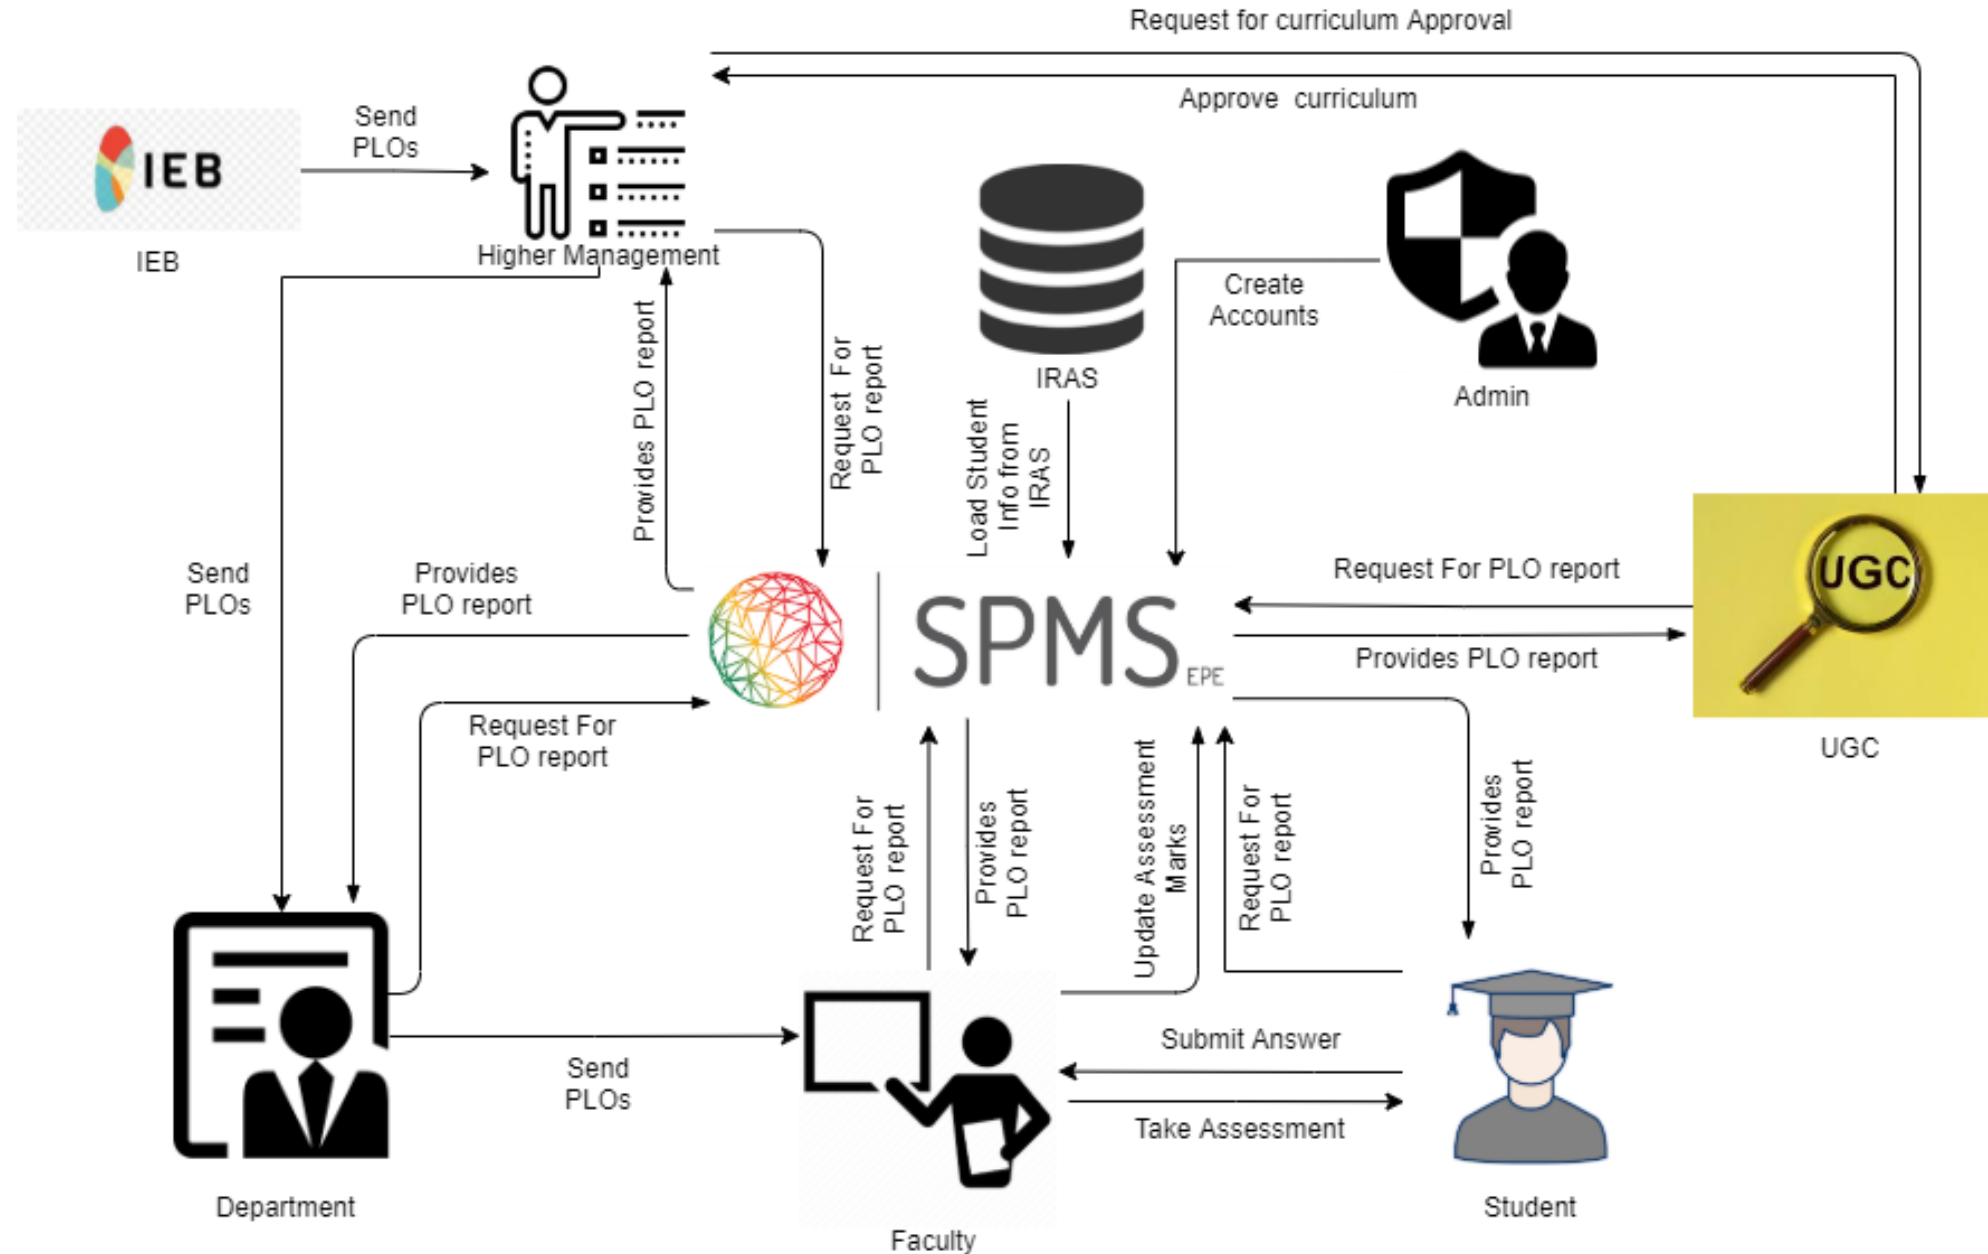 Request for curriculum Approval
Approve curriculum
Send
PLOs
IEB
IEB
Higher Management
Create
Accounts
IRAS
Admin
Provides PLO report
Request For
PLO report
Load Student
Info from
IRAS
Send
PLOs
Provides
PLO report
Request For PLO report
UGC
SPMS
EPE
Provides PLO report
Request For
PLO report
UGC
Request For
PLO report
Provides
PLO report
Update Assessment
Marks
Request For
PLO report
Provides
PLO report
Submit Answer
Send
PLOs
Take Assessment
Department
Student
Faculty